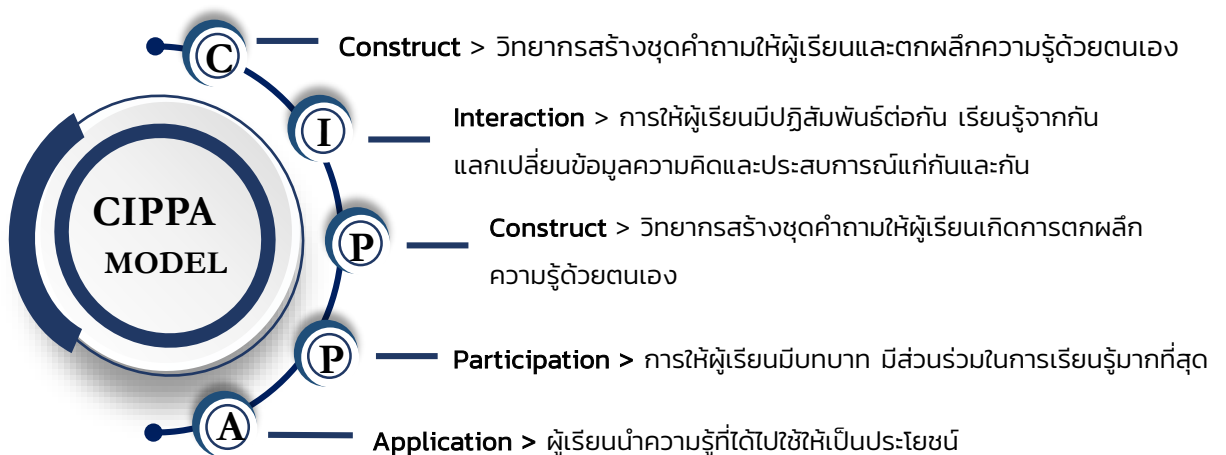 C
Construct > วิทยากรสร้างชุดคำถามให้ผู้เรียนและตกผลึกความรู้ด้วยตนเอง
I
Interaction > การให้ผู้เรียนมีปฏิสัมพันธ์ต่อกัน เรียนรู้จากกัน
แลกเปลี่ยนข้อมูลความคิดและประสบการณ์แก่กันและกัน
CIPPA
MODEL
P
Construct > วิทยากรสร้างชุดคำถามให้ผู้เรียนเกิดการตกผลึก
ความรู้ด้วยตนเอง
P
Participation > การให้ผู้เรียนมีบทบาท มีส่วนร่วมในการเรียนรู้มากที่สุด
A
Application > ผู้เรียนนำความรู้ที่ได้ไปใช้ให้เป็นประโยชน์